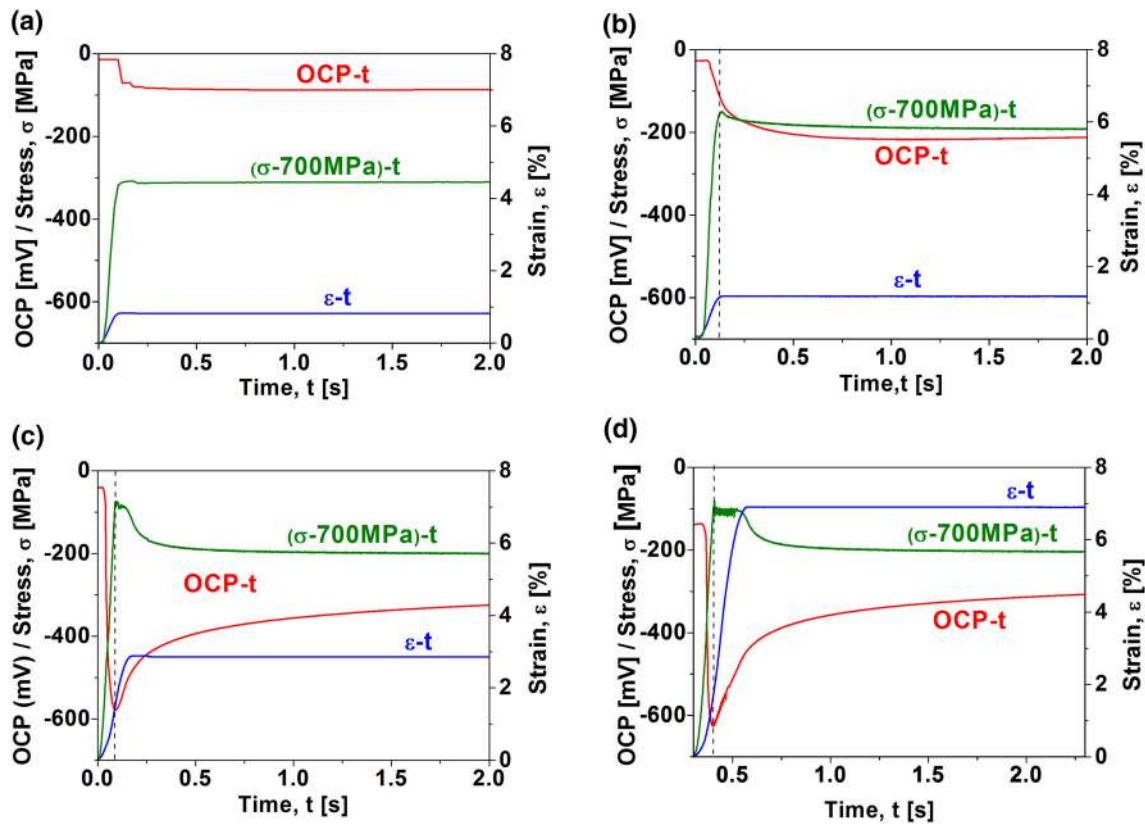 (a)
OCP [mV] / Stress, σ [MPa]
0
-200
-400
-600
OCP-t
(σ-700MPa)-t
ε-t
8
6
4
2
0
Strain, ε [%]
0.0 0.5 1.0 1.5 2.0
Time, t [s]
(b)
OCP [mV] / Stress, σ [MPa]
0
-200
-400
-600
(σ-700MPa)-t
OCP-t
ε-t
8
6
4
2
0
Strain, ε [%]
0.0 0.5 1.0 1.5 2.0
Time,t [s]
(c)
OCP (mV) / Stress, σ [MPa]
0
-200
-400
-600
(σ-700MPa)-t
OCP-t
ε-t
8
6
4
2
0
Strain, ε [%]
0.0 0.5 1.0 1.5 2.0
Time, t [s]
(d)
OCP [mV] / Stress, σ [MPa]
0
-200
-400
-600
ε-t
(σ-700MPa)-t
OCP-t
8
6
4
2
0
Strain, ε [%]
0.5 1.0 1.5 2.0
Time, t [s]